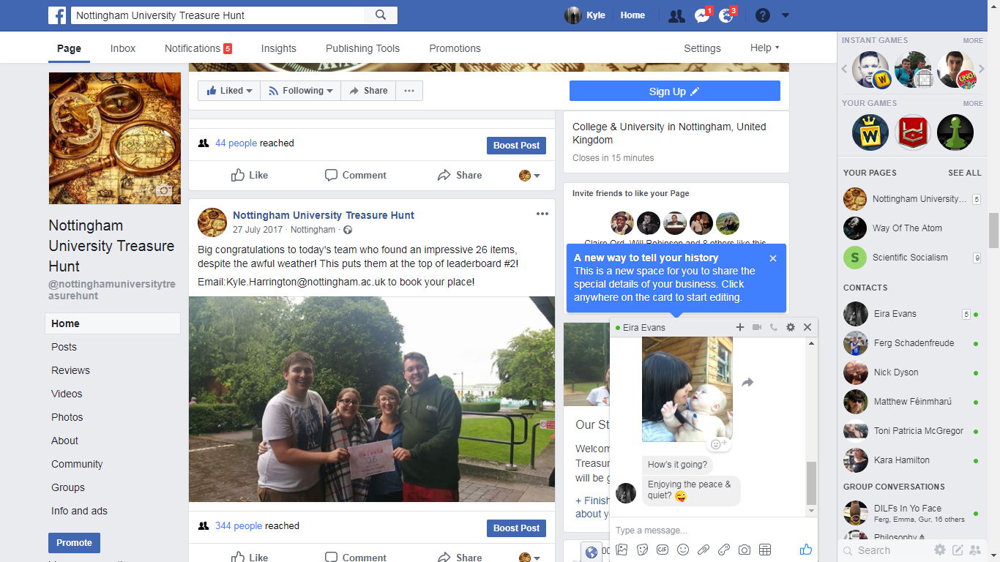 Nottingham University Treasure Hunt
Kyle
Home
1
3
Page
Inbox
Notifications 5
Insights
Publishing Tools
Promotions
Settings
Help
Nottingham
University Treasure
Hunt
@nottinghamuniversitytre
asurehunt
Home
Posts
Reviews
Videos
Photos
About
Community
Groups
Info and ads
Promote
Liked
Following
Share
Sign Up
44 people reached
Boost Post
Like
Comment
Share
Nottingham University Treasure Hunt
27 July 2017 · Nottingham ·
Big congratulations to today's team who found an impressive 26 items,
despite the awful weather! This puts them at the top of leaderboard #2!
Email:Kyle.Harrington@nottingham.ac.uk to book your place!
344 people reached
Boost Post
Like
Comment
Share
College & University in Nottingham, United
Kingdom
Closes in 15 minutes
Invite friends to like your Page
Claire Ord, Will Robinson and 8 others like this
A new way to tell your history
This is a new space for you to share the
special details of your business. Click
anywhere on the card to start editing.
Our St
Welcom
Treasur
will be g
+ Finish
about y
Eira Evans
How's it going?
Enjoying the peace &
quiet?
Type a message...
GIF
INSTANT GAMES
MORE
W
UNO
YOUR GAMES
MORE
W
YOUR PAGES
SEE ALL
Nottingham University... 5
Way Of The Atom
S
Scientific Socialism 9
CONTACTS
Eira Evans 5
Ferg Schadenfreude
Nick Dyson
Matthew Féinmharú
Toni Patricia McGregor
Kara Hamilton
GROUP CONVERSATIONS
DILFs In Yo Face
Ferg, Emma, Gur, 16 others
Philosophy ϕ
Search